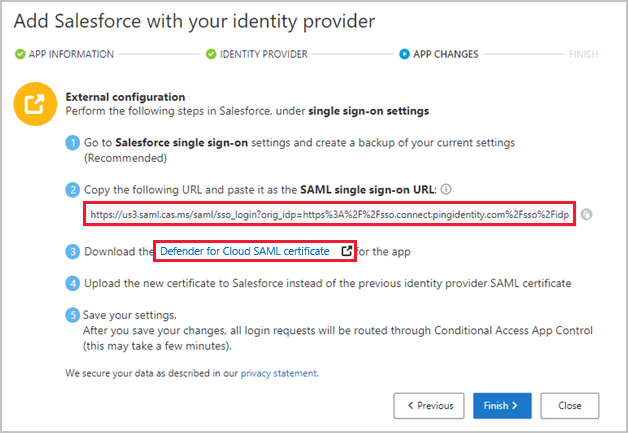 Add Salesforce with your identity provider
APP INFORMATION IDENTITY PROVIDER APP CHANGES FINISH
External configuration
Perform the following steps in Salesforce, under single sign-on settings
1 Go to Salesforce single sign-on settings and create a backup of your current settings
(Recommended)
2 Copy the following URL and paste it as the SAML single sign-on URL:
https://us3.saml.cas.ms/saml/sso_login?orig_idp=https%3A%2F%2Fsso.connect.pingidentity.com%2Fsso%2Fidp
3 Download the Defender for Cloud SAML certificate for the app
4 Upload the new certificate to Salesforce instead of the previous identity provider SAML certificate
5 Save your settings.
After you save your changes, all login requests will be routed through Conditional Access App Control
(this may take a few minutes).
We secure your data as described in our privacy statement.
< Previous Finish > Close